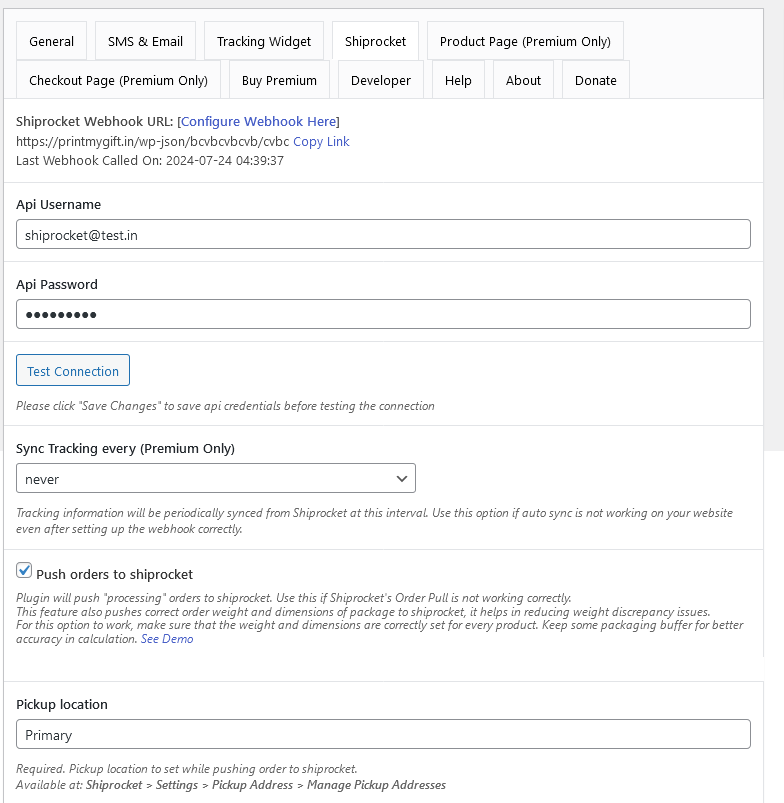 General SMS & Email Tracking Widget Shiprocket Product Page (Premium Only)
Checkout Page (Premium Only) Buy Premium Developer Help About Donate
Shiprocket Webhook URL: [Configure Webhook Here]
https://printmygift.in/wp-json/bcvbcvbcvb/cvbc Copy Link
Last Webhook Called On: 2024-07-24 04:39:37
Api Username
shiprocket@test.in
Api Password
●●●●●●●●●
Test Connection
Please click "Save Changes" to save api credentials before testing the connection
Sync Tracking every (Premium Only)
never
Tracking information will be periodically synced from Shiprocket at this interval. Use this option if auto sync is not working on your website
even after setting up the webhook correctly.
Push orders to shiprocket
Plugin will push "processing" orders to shiprocket. Use this if Shiprocket's Order Pull is not working correctly.
This feature also pushes correct order weight and dimensions of package to shiprocket, it helps in reducing weight discrepancy issues.
For this option to work, make sure that the weight and dimensions are correctly set for every product. Keep some packaging buffer for better
accuracy in calculation. See Demo
Pickup location
Primary
Required. Pickup location to set while pushing order to shiprocket.
Available at: Shiprocket > Settings > Pickup Address > Manage Pickup Addresses